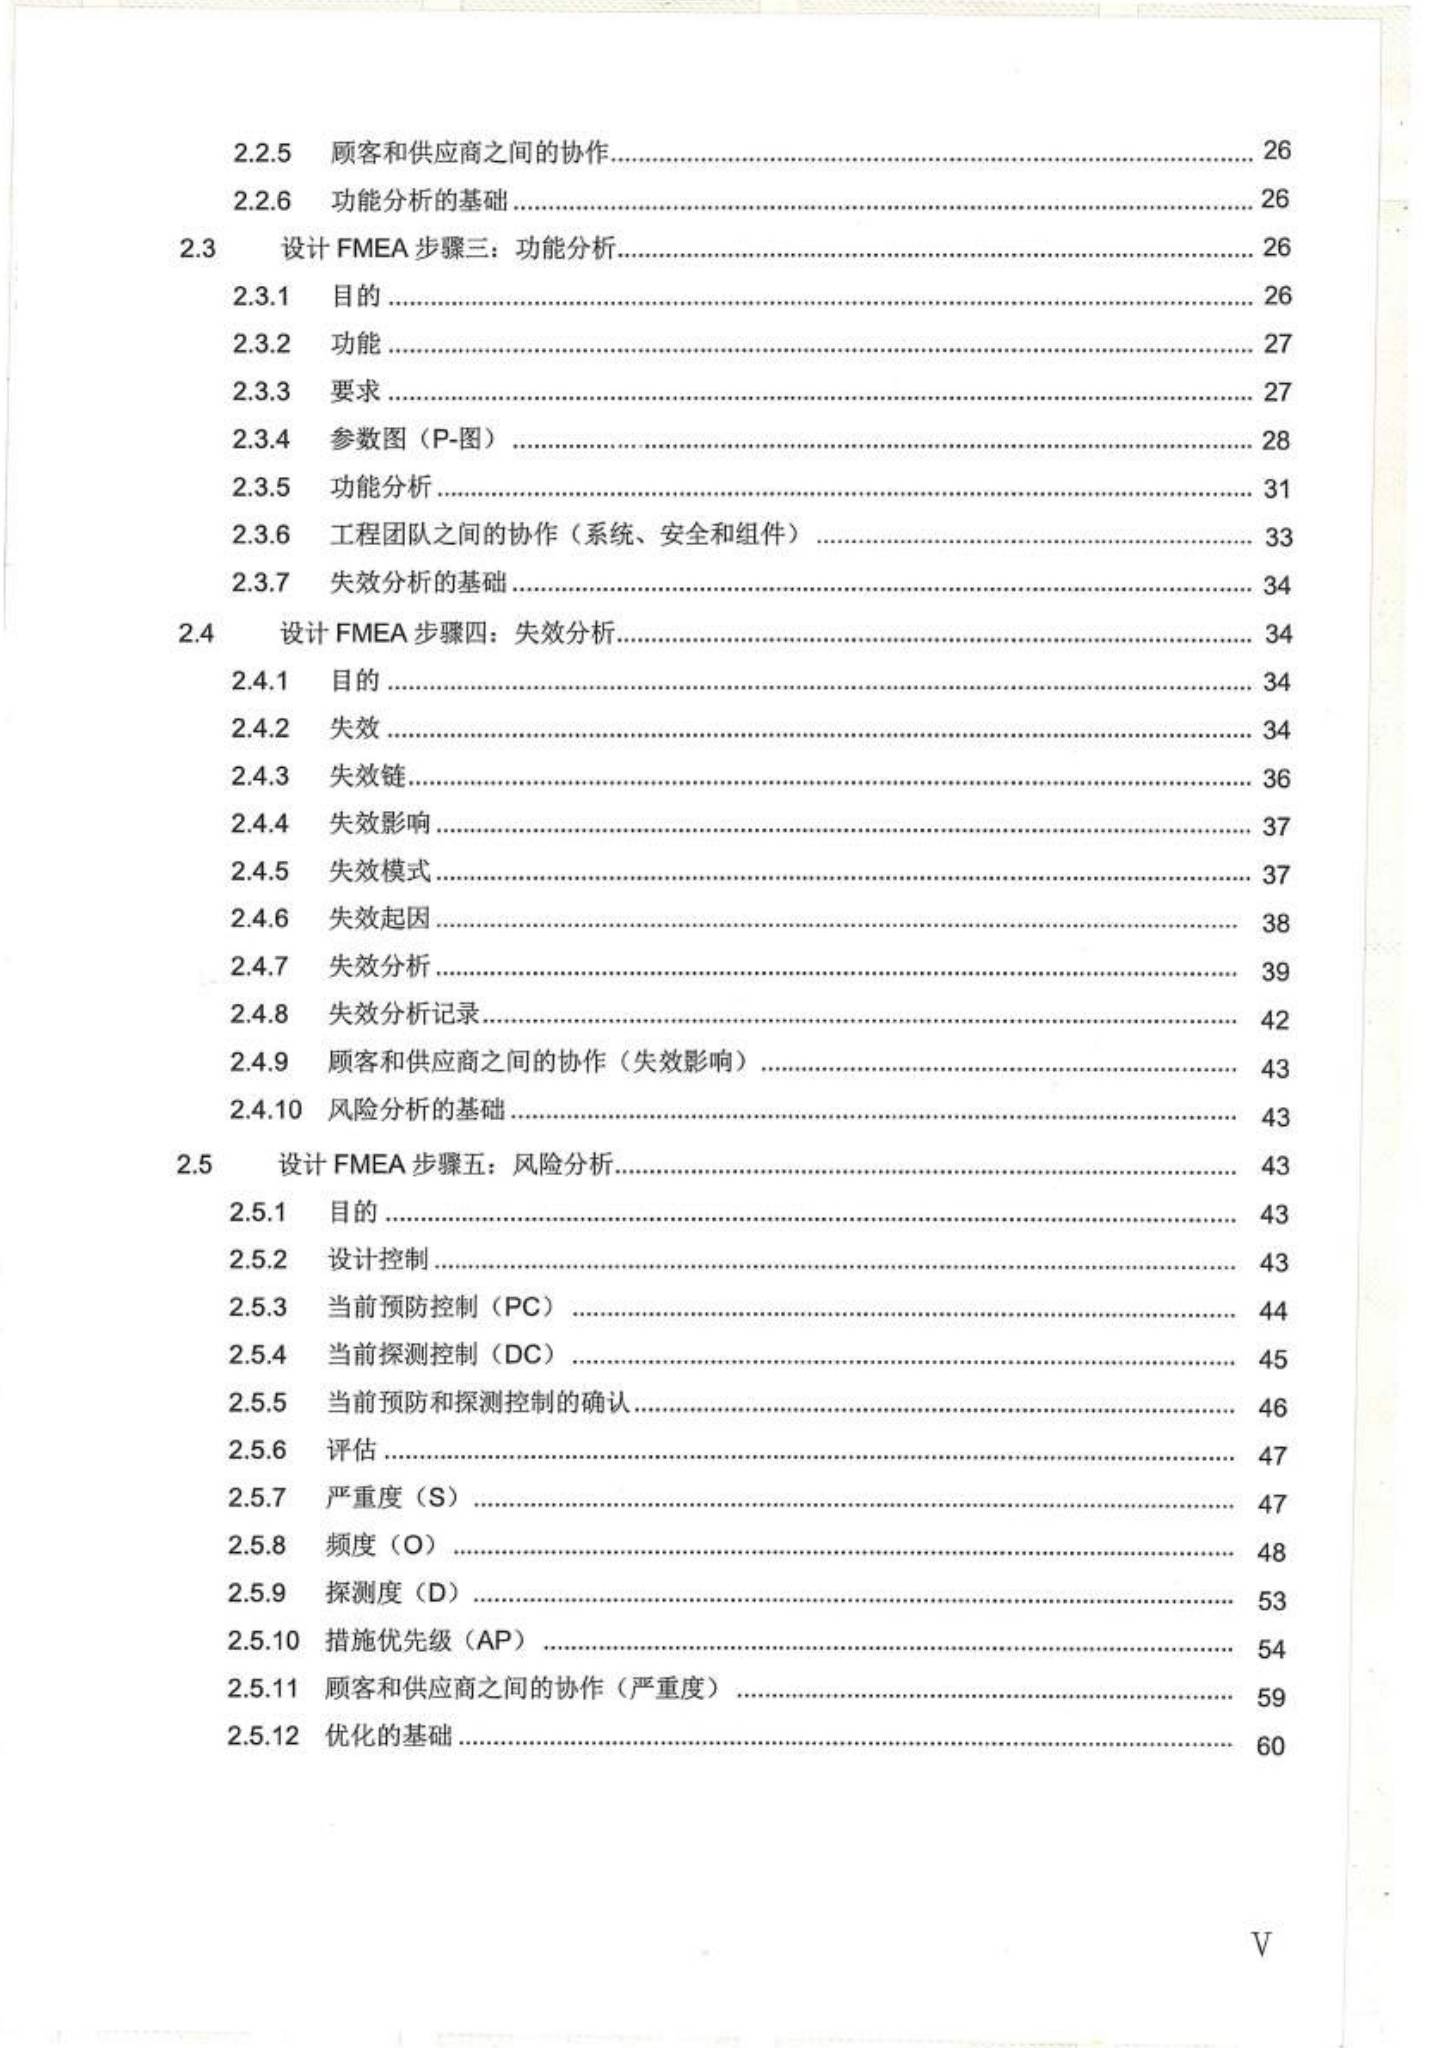 2.2.5 顾客和供应商之间的协作........ 26
2.2.6 功能分析的基础........ 26
2.3 设计 FMEA 步骤三：功能分析........ 26
2.3.1 目的........ 26
2.3.2 功能........ 27
2.3.3 要求........ 27
2.3.4 参数图（P-图）........ 28
2.3.5 功能分析........ 31
2.3.6 工程团队之间的协作（系统、安全和组件）........ 33
2.3.7 失效分析的基础........ 34
2.4 设计 FMEA 步骤四：失效分析........ 34
2.4.1 目的........ 34
2.4.2 失效........ 34
2.4.3 失效链........ 36
2.4.4 失效影响........ 37
2.4.5 失效模式........ 37
2.4.6 失效起因........ 38
2.4.7 失效分析........ 39
2.4.8 失效分析记录........ 42
2.4.9 顾客和供应商之间的协作（失效影响）........ 43
2.4.10 风险分析的基础........ 43
2.5 设计 FMEA 步骤五：风险分析........ 43
2.5.1 目的........ 43
2.5.2 设计控制........ 43
2.5.3 当前预防控制（PC）........ 44
2.5.4 当前探测控制（DC）........ 45
2.5.5 当前预防和探测控制的确认........ 46
2.5.6 评估........ 47
2.5.7 严重度（S）........ 47
2.5.8 频度（O）........ 48
2.5.9 探测度（D）........ 53
2.5.10 措施优先级（AP）........ 54
2.5.11 顾客和供应商之间的协作（严重度）........ 59
2.5.12 优化的基础........ 60
V